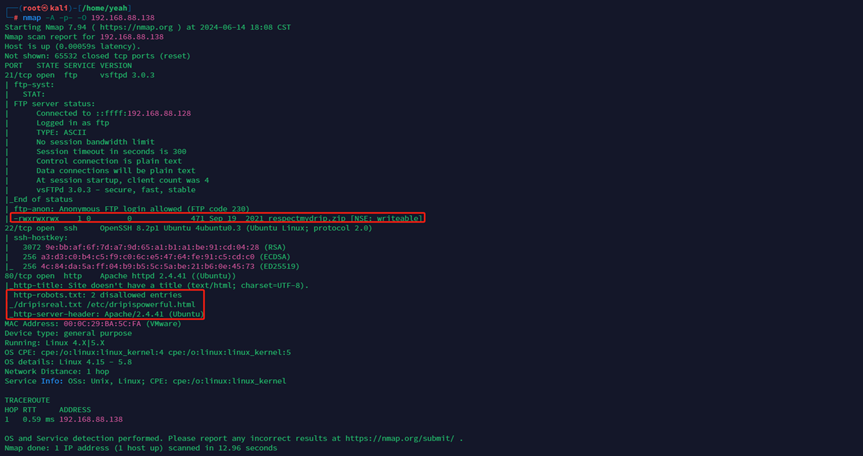 ┌──(root㉿kali)-[/home/yeah]
└─# nmap -A -p- -O 192.168.88.138
Starting Nmap 7.94 ( https://nmap.org ) at 2024-06-14 18:08 CST
Nmap scan report for 192.168.88.138
Host is up (0.00059s latency).
Not shown: 65532 closed tcp ports (reset)
PORT   STATE SERVICE VERSION
21/tcp open  ftp     vsftpd 3.0.3
| ftp-syst:
|   STAT:
| FTP server status:
|      Connected to ::ffff:192.168.88.128
|      Logged in as ftp
|      TYPE: ASCII
|      No session bandwidth limit
|      Session timeout in seconds is 300
|      Control connection is plain text
|      Data connections will be plain text
|      At session startup, client count was 4
|      vsFTPd 3.0.3 - secure, fast, stable
|_End of status
| ftp-anon: Anonymous FTP login allowed (FTP code 230)
|_-rwxrwxrwx    1 0        0             471 Sep 19  2021 respectmydrip.zip [NSE: writeable]
22/tcp open  ssh     OpenSSH 8.2p1 Ubuntu 4ubuntu0.3 (Ubuntu Linux; protocol 2.0)
| ssh-hostkey:
|   3072 9e:bb:af:6f:7d:a7:9d:65:a1:b1:a1:be:91:cd:04:28 (RSA)
|   256 a3:d3:c0:b4:c5:f9:c0:6c:e5:47:64:fe:91:c5:cd:c0 (ECDSA)
|_  256 4c:84:da:5a:ff:04:b9:b5:5c:5a:be:21:b6:0e:45:73 (ED25519)
80/tcp open  http    Apache httpd 2.4.41 ((Ubuntu))
|_http-title: Site doesn't have a title (text/html; charset=UTF-8).
| http-robots.txt: 2 disallowed entries
|_/dripisreal.txt /etc/dripispowerful.html
|_http-server-header: Apache/2.4.41 (Ubuntu)
MAC Address: 00:0C:29:BA:5C:FA (VMware)
Device type: general purpose
Running: Linux 4.X|5.X
OS CPE: cpe:/o:linux:linux_kernel:4 cpe:/o:linux:linux_kernel:5
OS details: Linux 4.15 - 5.8
Network Distance: 1 hop
Service Info: OSs: Unix, Linux; CPE: cpe:/o:linux:linux_kernel
TRACEROUTE
HOP RTT     ADDRESS
1   0.59 ms 192.168.88.138
OS and Service detection performed. Please report any incorrect results at https://nmap.org/submit/ .
Nmap done: 1 IP address (1 host up) scanned in 12.96 seconds